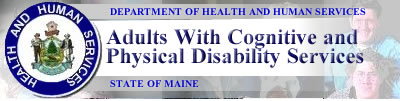 DEPARTMENT OF HEALTH AND HUMAN SERVICES
HEALTH AND HUMAN SERVICES
Adults With Cognitive and
Physical Disability Services
STATE OF MAINE